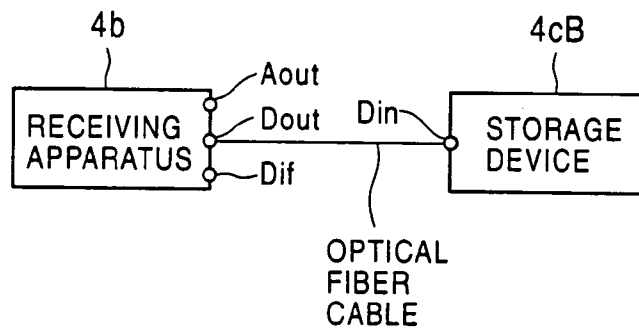 4b
4cB
Aout
Dout
Din
Dif
RECEIVING
APPARATUS
STORAGE
DEVICE
OPTICAL
FIBER
CABLE